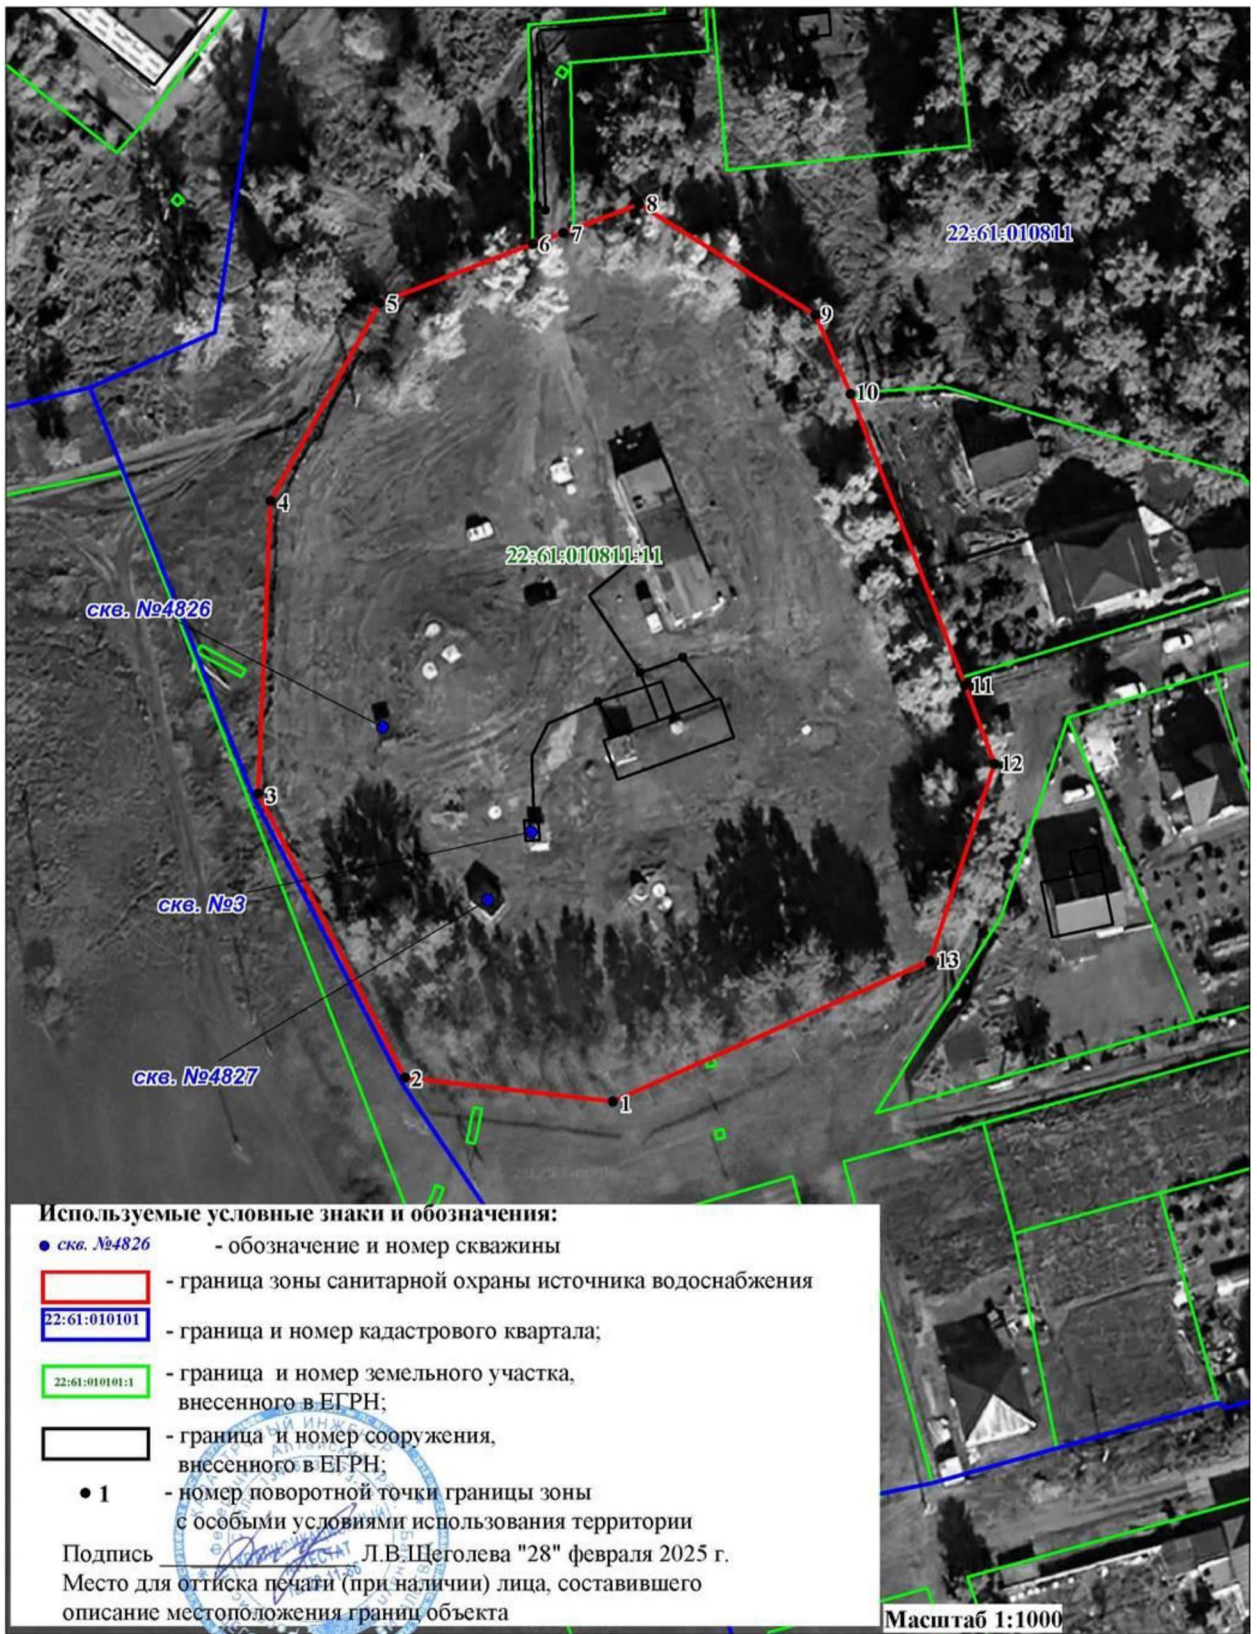 8
6
7
22:61:010811
5
9
10
4
22:61:010811:11
скв. №4826
11
12
3
скв. №3
13
скв. №4827
2
1
Используемые условные знаки и обозначения:
скв. №4826 - обозначение и номер скважины
- граница зоны санитарной охраны источника водоснабжения
22:61:010101
- граница и номер кадастрового квартала;
22:61:010101:1
- граница и номер земельного участка,
внесенного в ЕГРН;
- граница и номер сооружения,
внесенного в ЕГРН;
1 - номер поворотной точки границы зоны
с особыми условиями использования территории
Подпись Л.В.Щеголева "28" февраля 2025 г.
Место для оттиска печати (при наличии) лица, составившего
описание местоположения границ объекта
Масштаб 1:1000